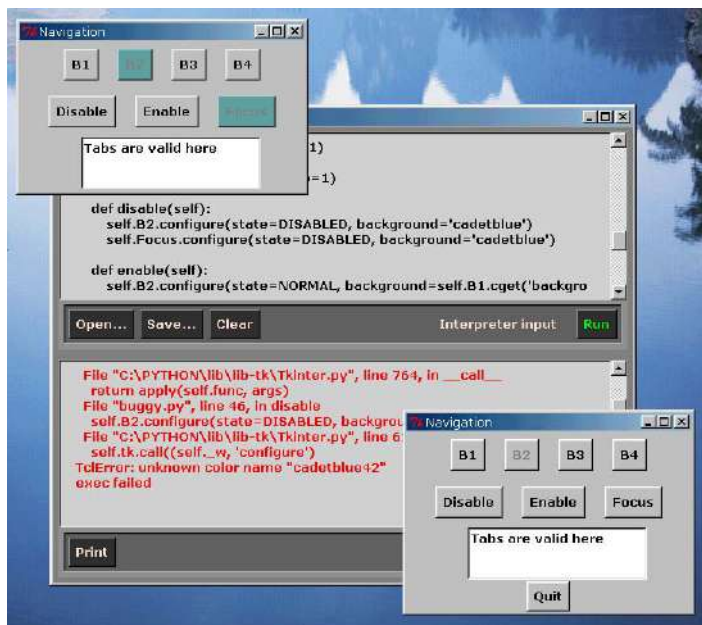 Navigation
B1 B2 B3 B4
Disable Enable Focus
Tabs are valid here
1)
=1)
def disable(self):
self.B2.configure(state=DISABLED, background='cadetblue')
self.Focus.configure(state=DISABLED, background='cadetblue')
def enable(self):
self.B2.configure(state=NORMAL, background=self.B1.cget('backgro
Open... Save... Clear Interpreter input Run
File "C:\PYTHON\lib\lib-tk\Tkinter.py", line 764, in __call__
return apply(self.func, args)
File "buggy.py", line 46, in disable
self.B2.configure(state=DISABLED, backgrou
File "C:\PYTHON\lib\lib-tk\Tkinter.py", line 6
self.tk.call((self._w, 'configure')
TclError: unknown color name "cadetblue42"
exec failed
Print
Navigation
B1 B2 B3 B4
Disable Enable Focus
Tabs are valid here
Quit